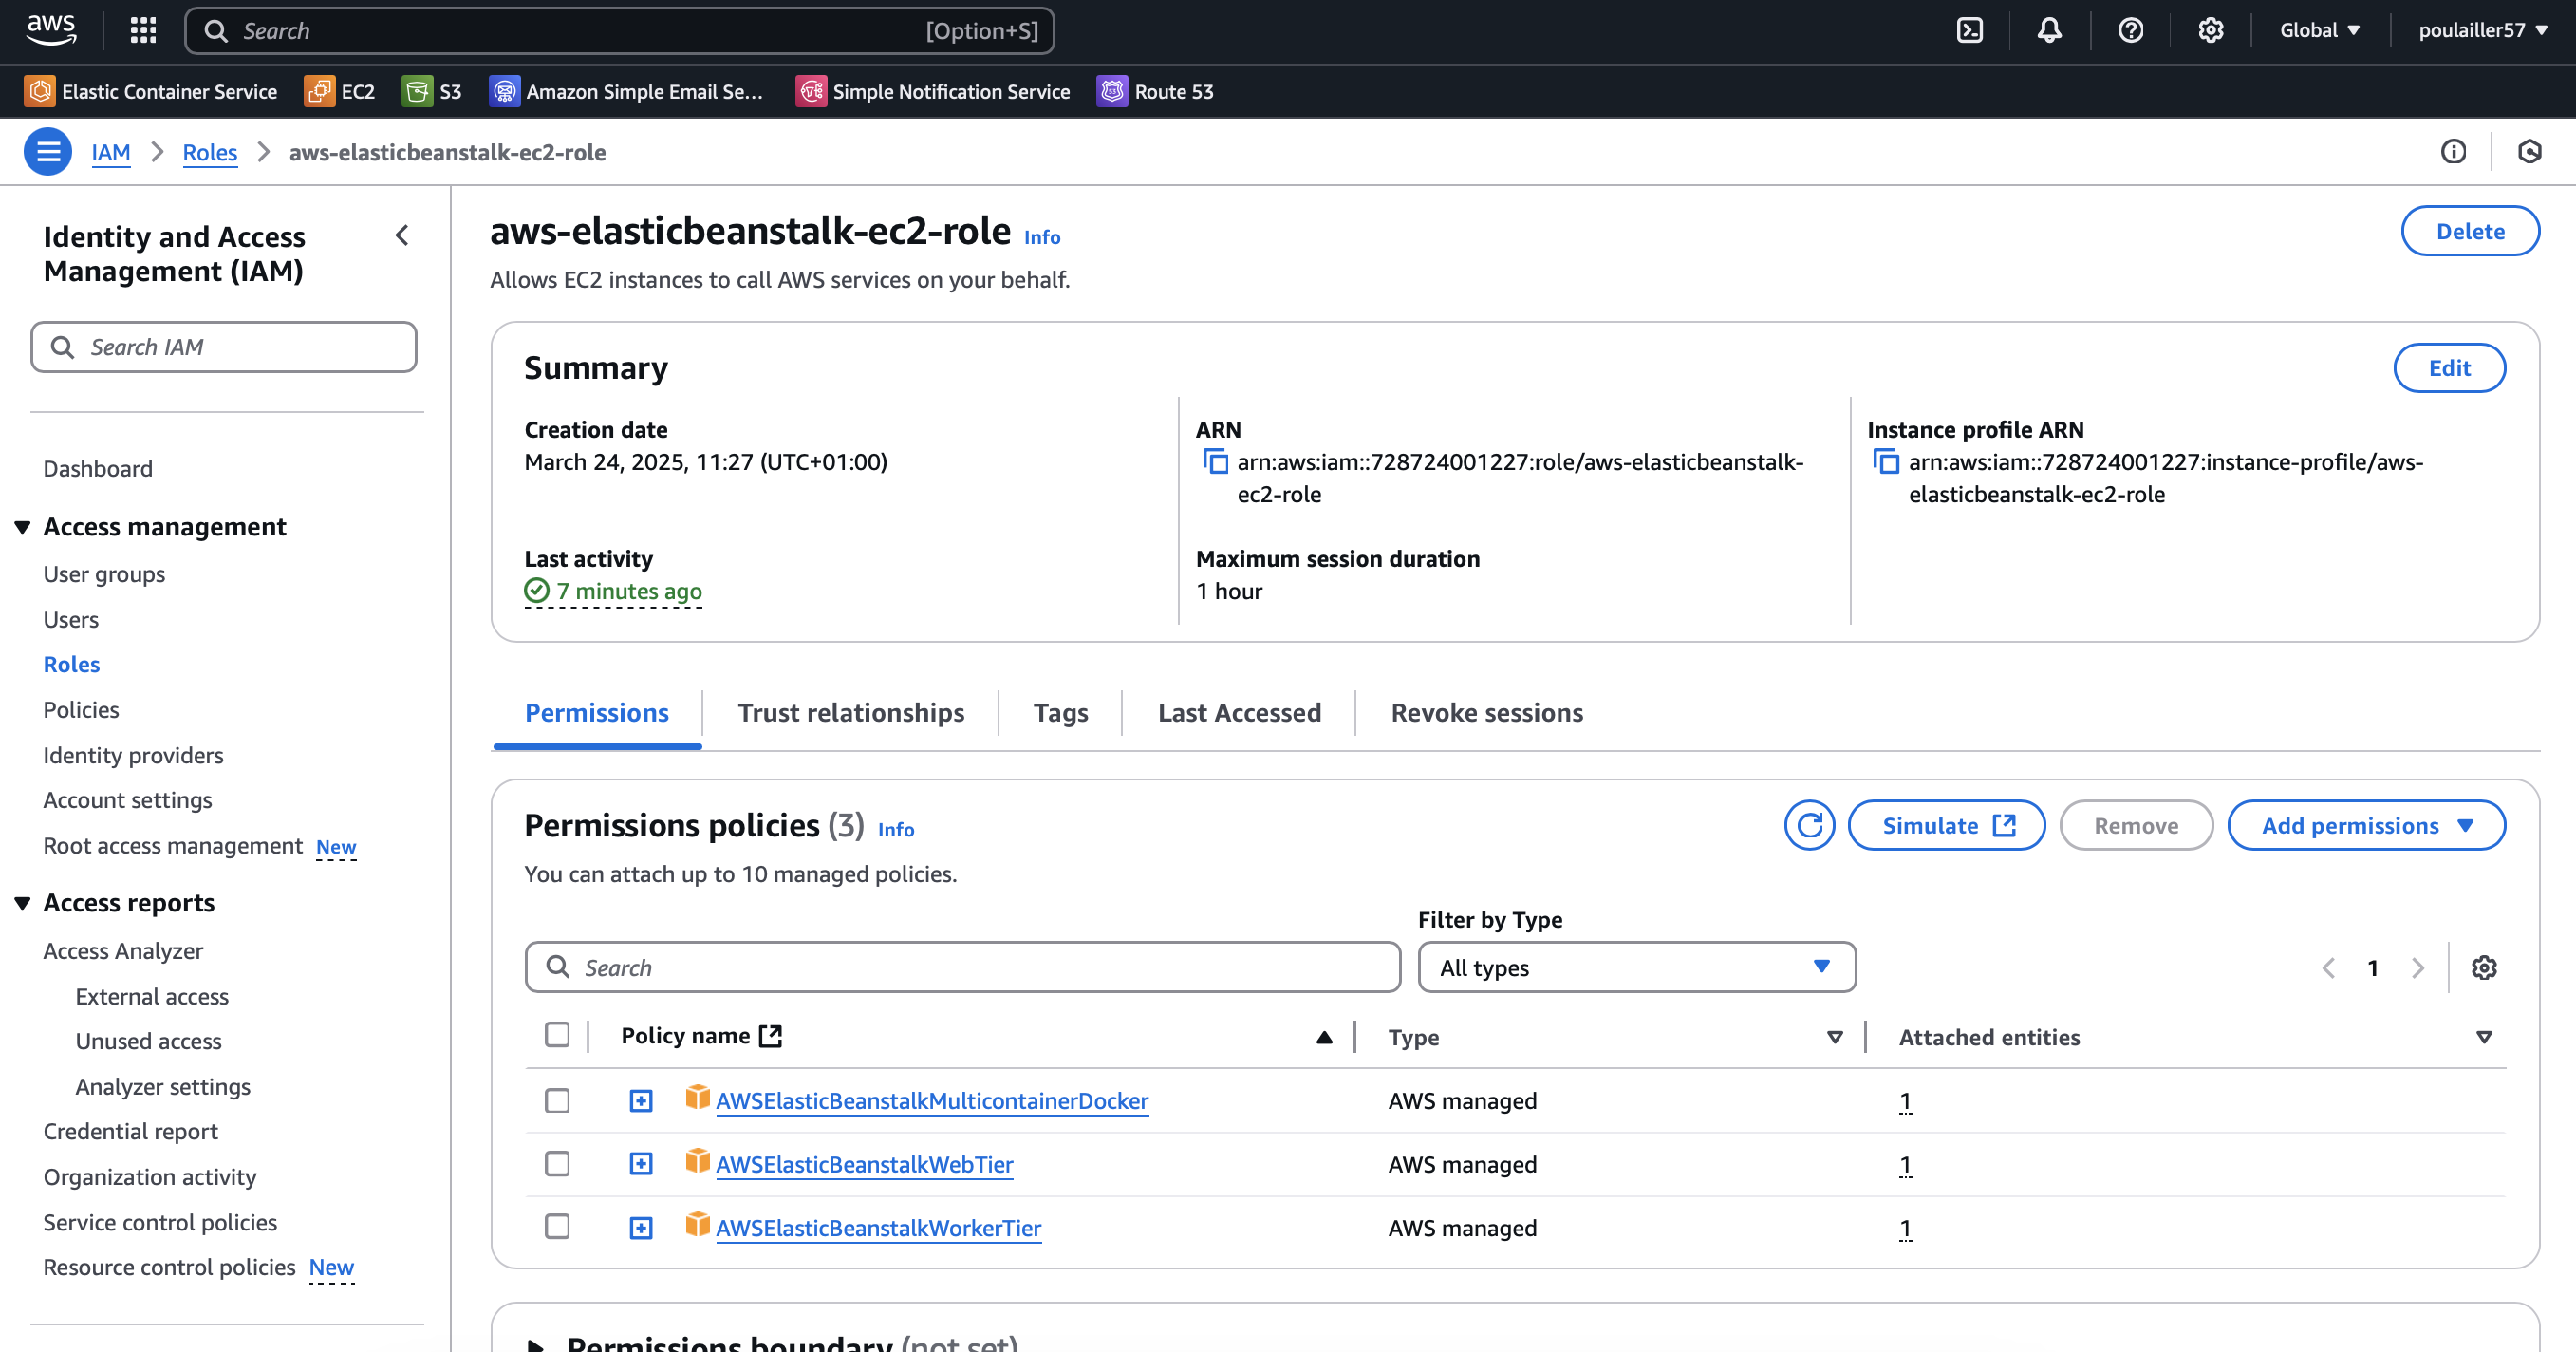 aws
Search
[Option+S]
Global
poulailler57
Elastic Container Service
EC2
S3
Amazon Simple Email Se...
Simple Notification Service
Route 53
IAM
Roles
aws-elasticbeanstalk-ec2-role
Identity and Access
Management (IAM)
Search IAM
Dashboard
Access management
User groups
Users
Roles
Policies
Identity providers
Account settings
Root access management New
Access reports
Access Analyzer
External access
Unused access
Analyzer settings
Credential report
Organization activity
Service control policies
Resource control policies New
aws-elasticbeanstalk-ec2-role Info
Delete
Allows EC2 instances to call AWS services on your behalf.
Summary
Edit
Creation date
March 24, 2025, 11:27 (UTC+01:00)
ARN
arn:aws:iam::728724001227:role/aws-elasticbeanstalk-
ec2-role
Instance profile ARN
arn:aws:iam::728724001227:instance-profile/aws-
elasticbeanstalk-ec2-role
Last activity
7 minutes ago
Maximum session duration
1 hour
Permissions
Trust relationships
Tags
Last Accessed
Revoke sessions
Permissions policies (3) Info
Simulate
Remove
Add permissions
You can attach up to 10 managed policies.
Filter by Type
Search
All types
1
Policy name
Type
Attached entities
AWSElasticBeanstalkMulticontainerDocker
AWS managed
1
AWSElasticBeanstalkWebTier
AWS managed
1
AWSElasticBeanstalkWorkerTier
AWS managed
1
Permissions boundary (not set)